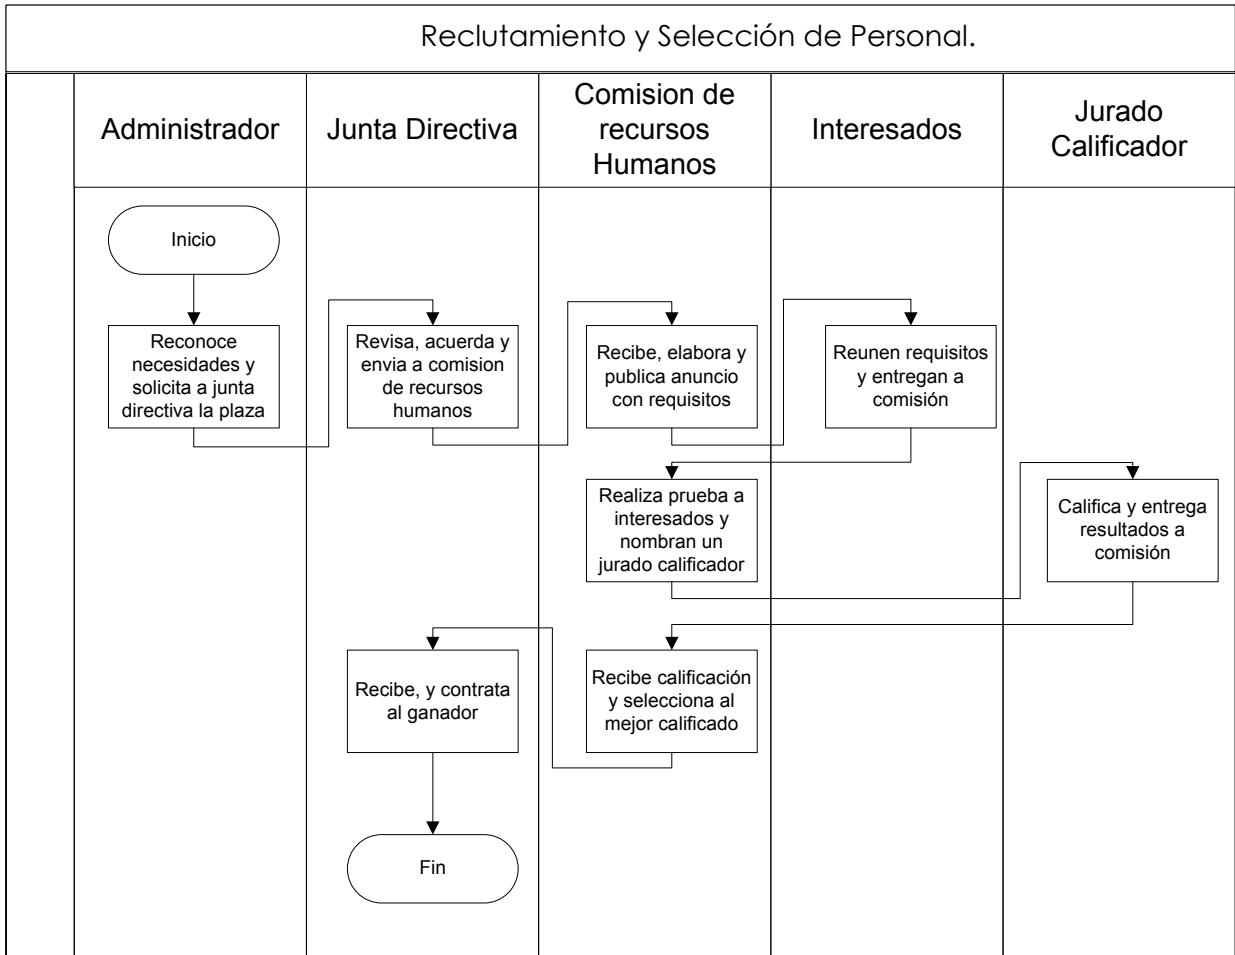 Reclutamiento y Selección de Personal.
Administrador
Junta Directiva
Comision de
recursos
Humanos
Interesados
Jurado
Calificador
Inicio
Reconoce
necesidades y
solicita a junta
directiva la plaza
Revisa, acuerda y
envia a comision
de recursos
humanos
Recibe, elabora y
publica anuncio
con requisitos
Reunen requisitos
y entregan a
comisión
Realiza prueba a
interesados y
nombran un
jurado calificador
Califica y entrega
resultados a
comisión
Recibe, y contrata
al ganador
Recibe calificación
y selecciona al
mejor calificado
Fin